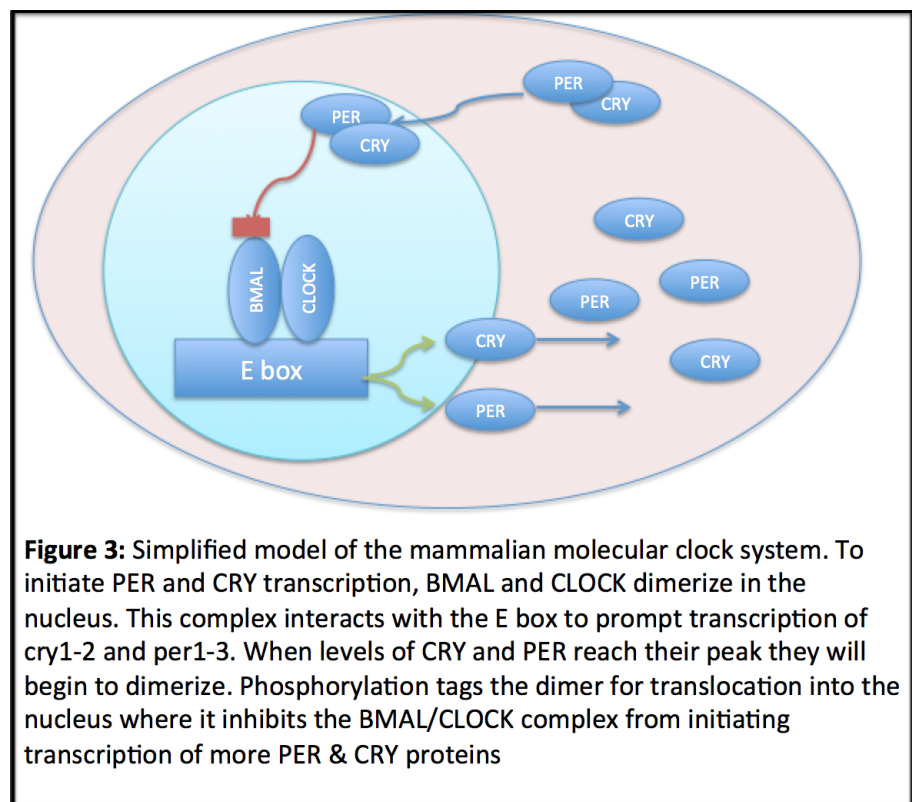 PER
CRY
PER
CRY
CRY
PER
PER
BMAL
CLOCK
CRY
CRY
E box
PER
Figure 3: Simplified model of the mammalian molecular clock system. To
initiate PER and CRY transcription, BMAL and CLOCK dimerize in the
nucleus. This complex interacts with the E box to prompt transcription of
cry1-2 and per1-3. When levels of CRY and PER reach their peak they will
begin to dimerize. Phosphorylation tags the dimer for translocation into the
nucleus where it inhibits the BMAL/CLOCK complex from initiating
transcription of more PER & CRY proteins